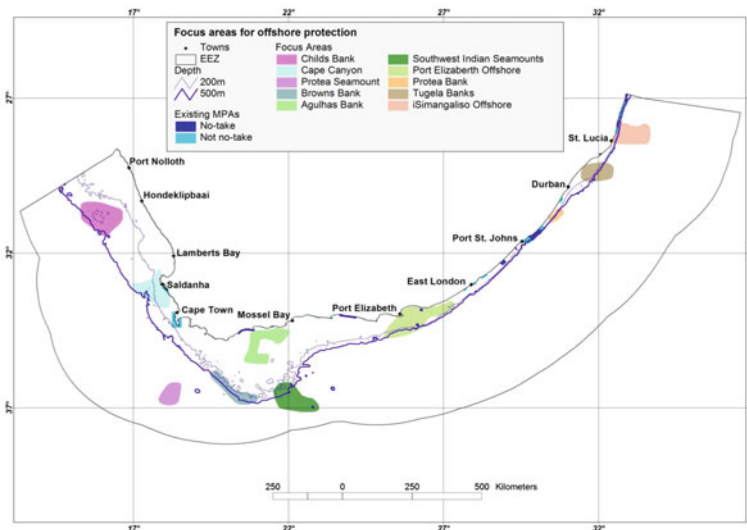 17° 22° 27° 32°
Focus areas for offshore protection
Towns
EEZ
Depth
200m
500m
Existing MPAs
No-take
Not no-take
Focus Areas
Childs Bank
Cape Canyon
Protea Seamount
Browns Bank
Agulhas Bank
Southwest Indian Seamounts
Port Elizaberth Offshore
Protea Bank
Tugela Banks
iSimangaliso Offshore
27° 27°
St. Lucia
Port Nolloth
Durban
Hondeklipbaai
Port St. Johns
32° 32°
Lamberts Bay
Saldanha
East London
Cape Town
Mossel Bay
Port Elizabeth
37° 37°
250 0 250 500 Kilometers
17° 22° 27° 32°